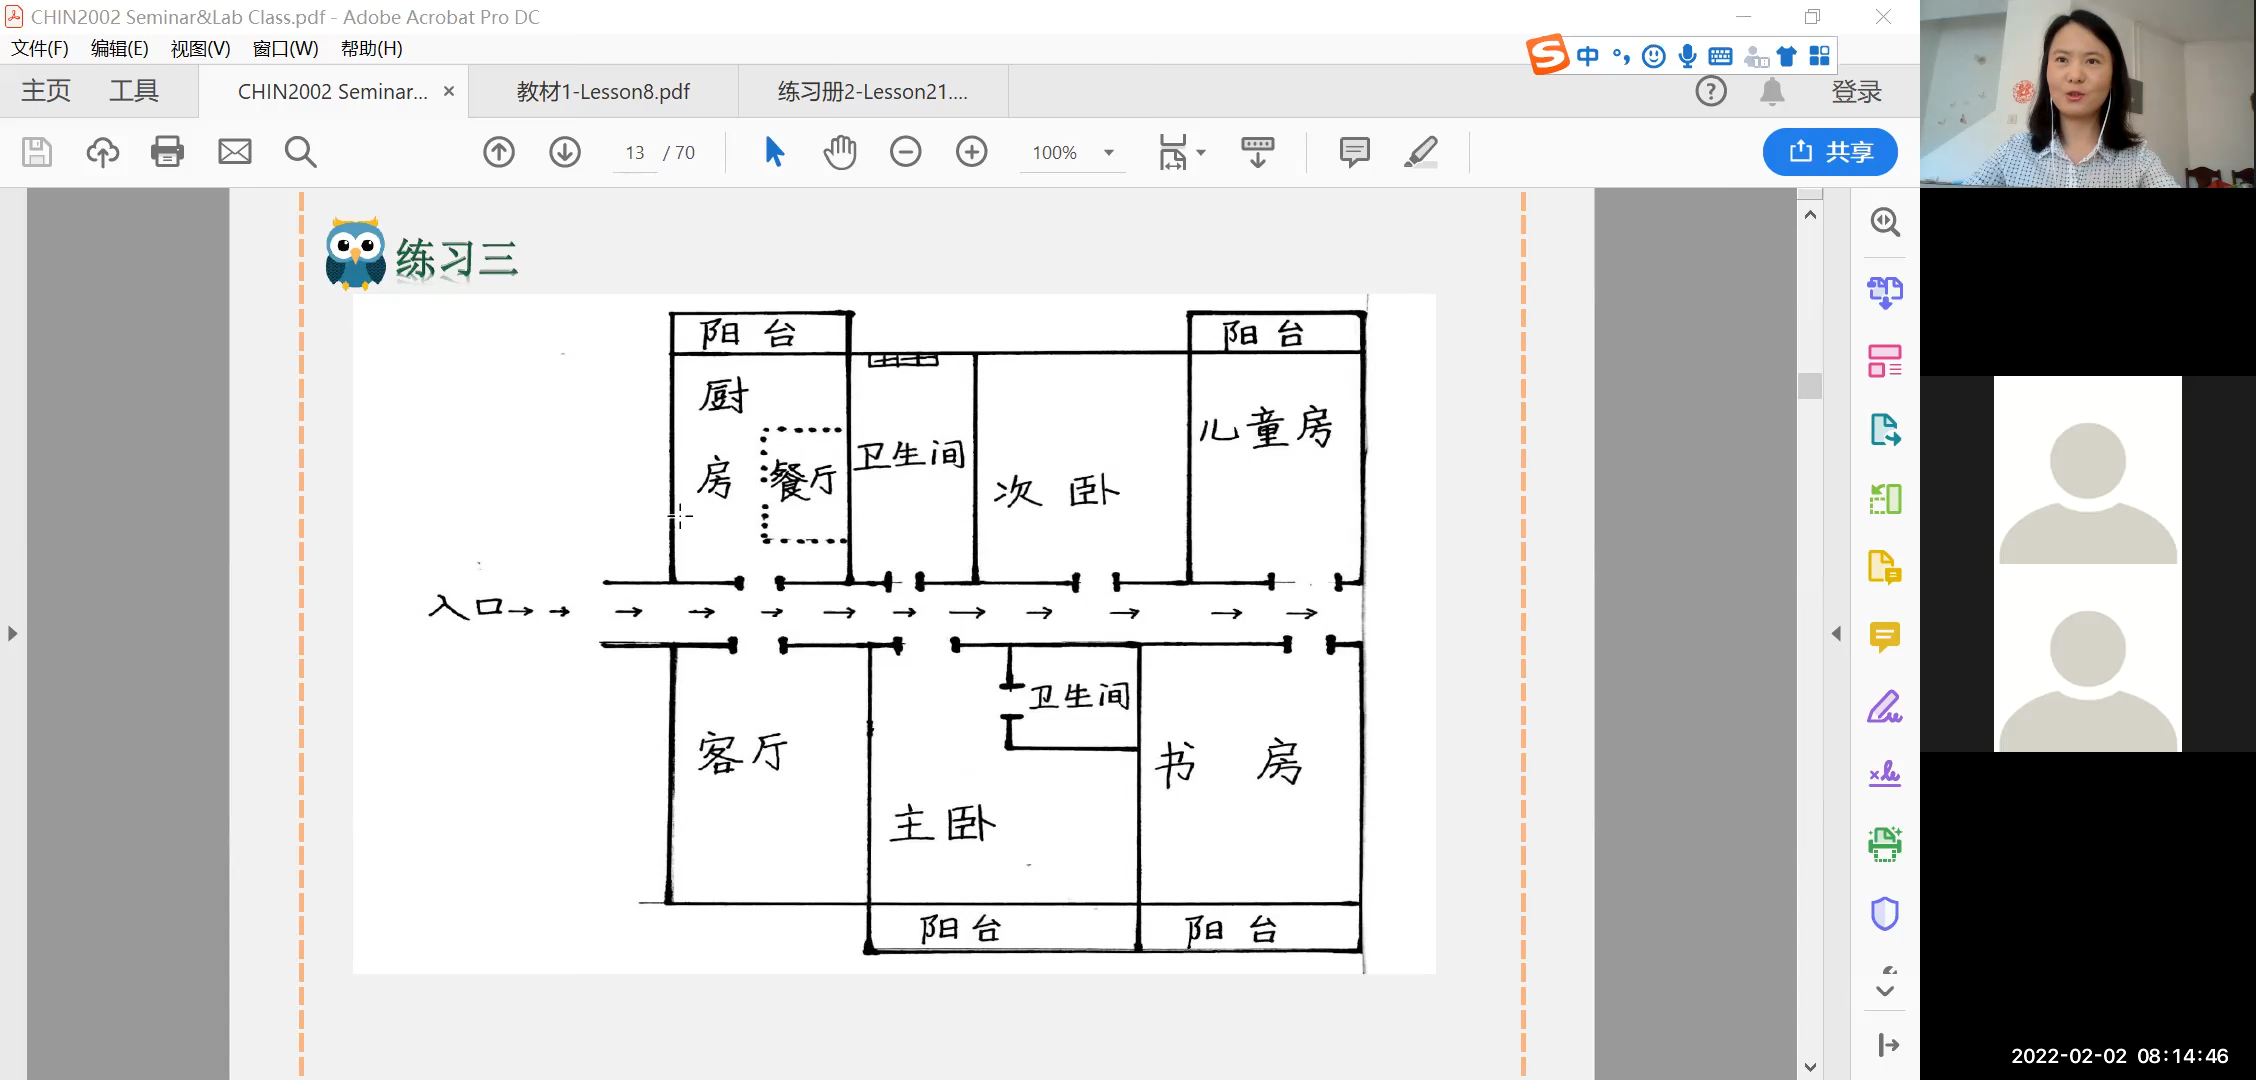 CHIN2002 Seminar&Lab Class.pdf - Adobe Acrobat Pro DC
文件(F) 编辑(E) 视图(V) 窗口(W) 帮助(H)
中
主页 工具 CHIN2002 Seminar... × 教材1-Lesson8.pdf 练习册2-Lesson21.... 登录
13 / 70 100% 共享
练习三
阳台 阳台
厨房
餐厅
卫生间
次卧
儿童房
入口→ → → → → → → → → → → →
卫生间
客厅
主卧
书房
阳台 阳台
2022-02-02 08:14:46